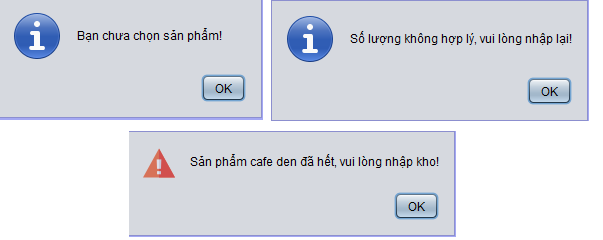 Bạn chưa chọn sản phẩm!
OK
Số lượng không hợp lý, vui lòng nhập lại!
OK
Sản phẩm cafe den đã hết, vui lòng nhập kho!
OK